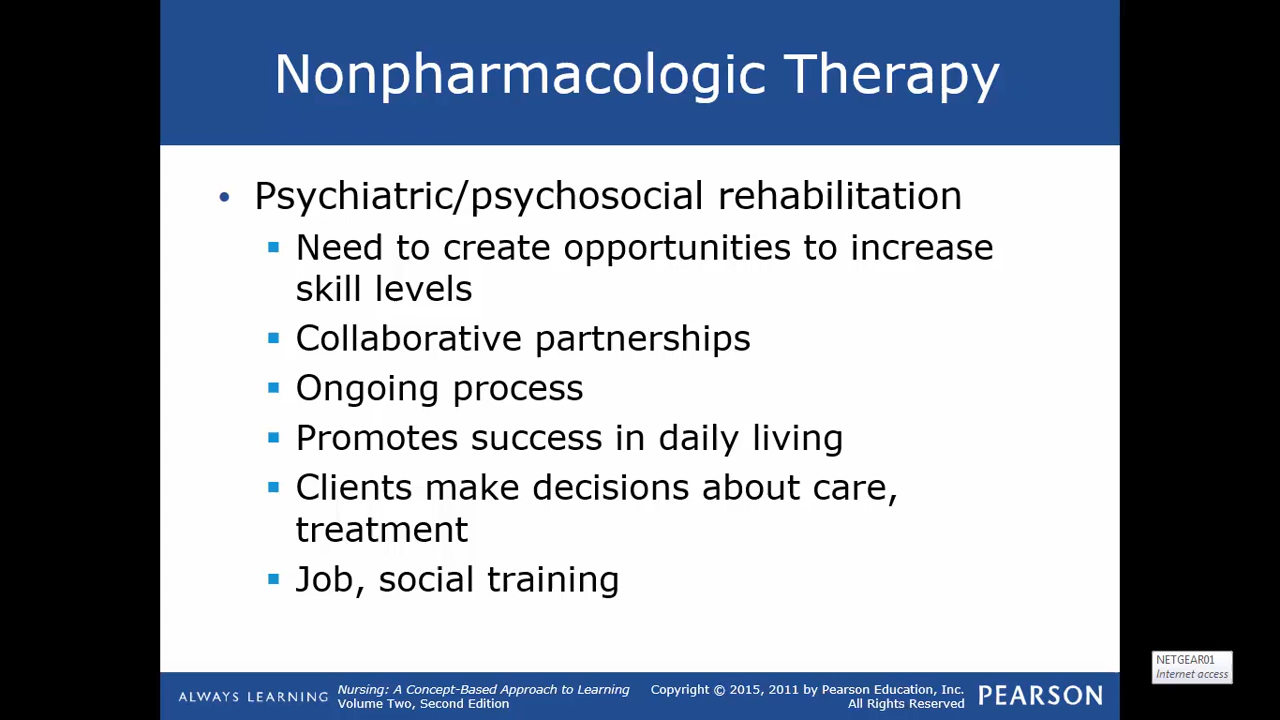 Nonpharmacologic Therapy
• Psychiatric/psychosocial rehabilitation
▪ Need to create opportunities to increase
skill levels
▪ Collaborative partnerships
▪ Ongoing process
▪ Promotes success in daily living
▪ Clients make decisions about care,
treatment
▪ Job, social training
NETGEAR01
Internet access
ALWAYS LEARNING
Nursing: A Concept-Based Approach to Learning
Volume Two, Second Edition
Copyright © 2015, 2011 by Pearson Education, Inc.
All Rights Reserved
PEARSON